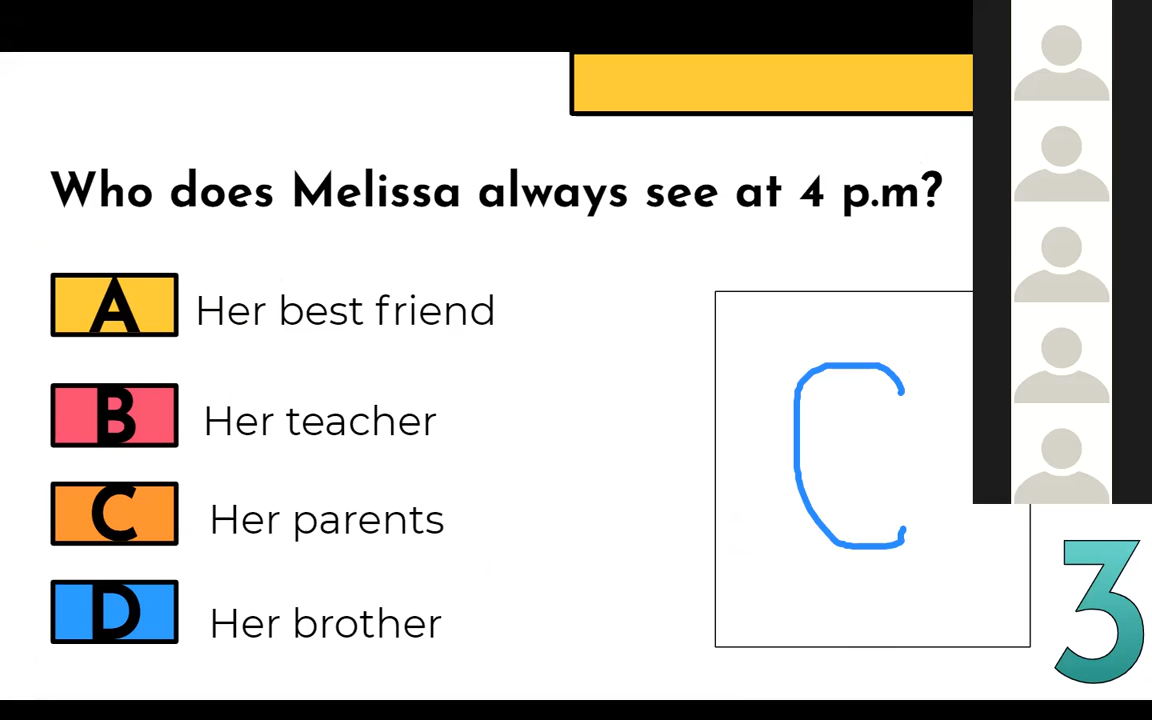 Who does Melissa always see at 4 p.m?
A Her best friend
B Her teacher
C Her parents
D Her brother
C
3